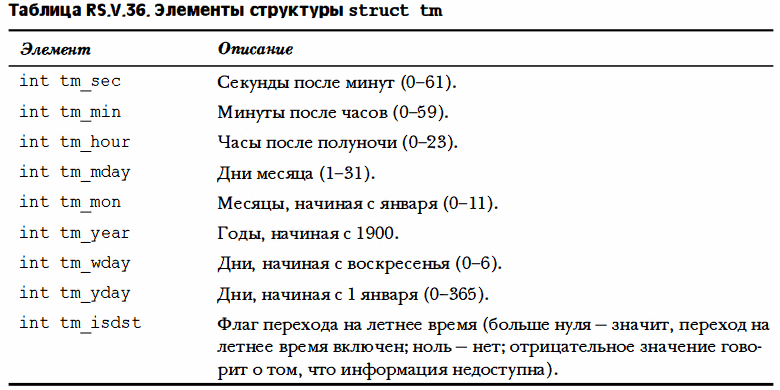 Таблица RS.V.36. Элементы структуры struct tm
Элемент Описание
int tm_sec Секунды после минут (0–61).
int tm_min Минуты после часов (0–59).
int tm_hour Часы после полуночи (0–23).
int tm_mday Дни месяца (1–31).
int tm_mon Месяцы, начиная с января (0–11).
int tm_year Годы, начиная с 1900.
int tm_wday Дни, начиная с воскресенья (0–6).
int tm_yday Дни, начиная с 1 января (0–365).
int tm_isdst Флаг перехода на летнее время (больше нуля — значит, переход на
летнее время включен; ноль — нет; отрицательное значение гово-
рит о том, что информация недоступна).